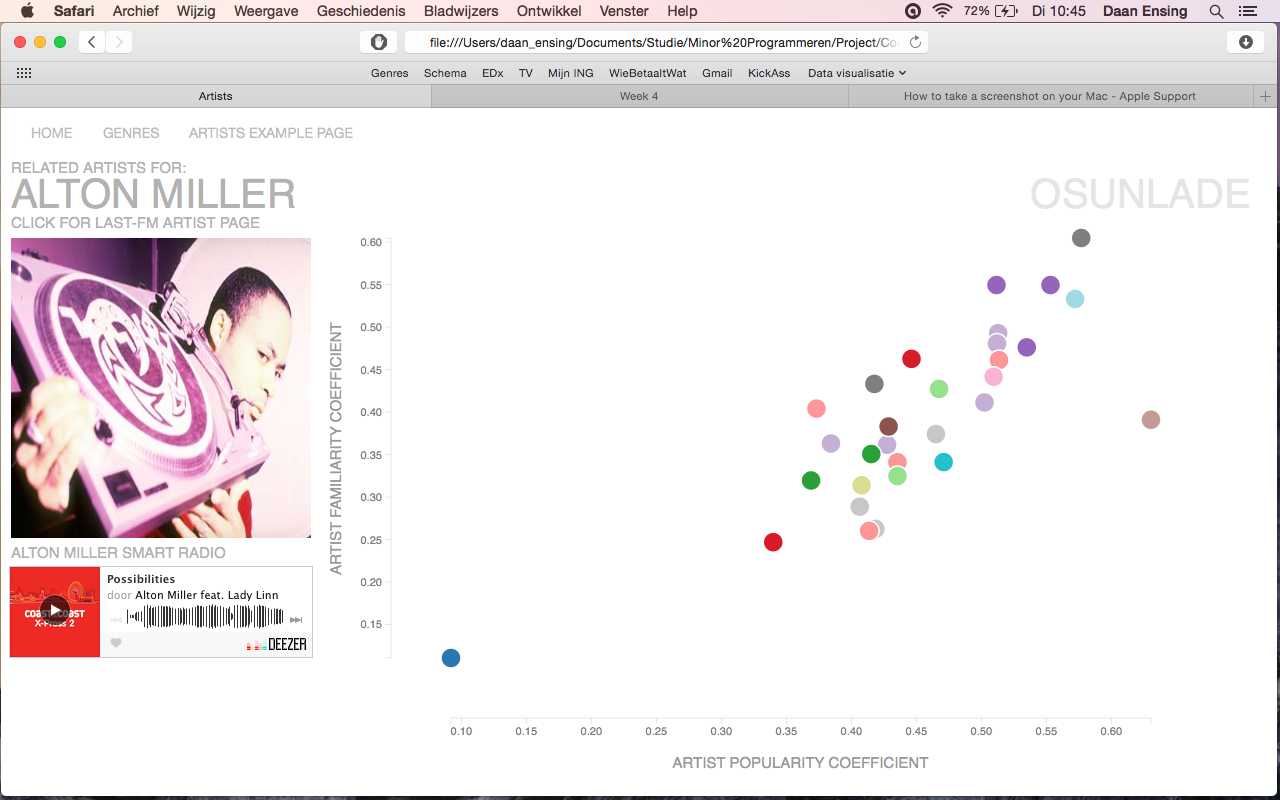 Safari Archief Wijzig Weergave Geschiedenis Bladwijzers Ontwikkel Venster Help 72% Di 10:45 Daan Ensing
file:///Users/daan_ensing/Documents/Studie/Minor%20Programmeren/Project/Co
Genres Schema EDx TV Mijn ING WieBetaaltWat Gmail KickAss Data visualisatie
Artists Week 4 How to take a screenshot on your Mac - Apple Support
HOME GENRES ARTISTS EXAMPLE PAGE
RELATED ARTISTS FOR:
ALTON MILLER
CLICK FOR LAST-FM ARTIST PAGE
OSUNLADE
ARTIST FAMILIARITY COEFFICIENT
0.60
0.55
0.50
0.45
0.40
0.35
0.30
0.25
0.20
0.15
ALTON MILLER SMART RADIO
Possibilities
door Alton Miller feat. Lady Linn
X-Press 2
DEEZER
0.10 0.15 0.20 0.25 0.30 0.35 0.40 0.45 0.50 0.55 0.60
ARTIST POPULARITY COEFFICIENT